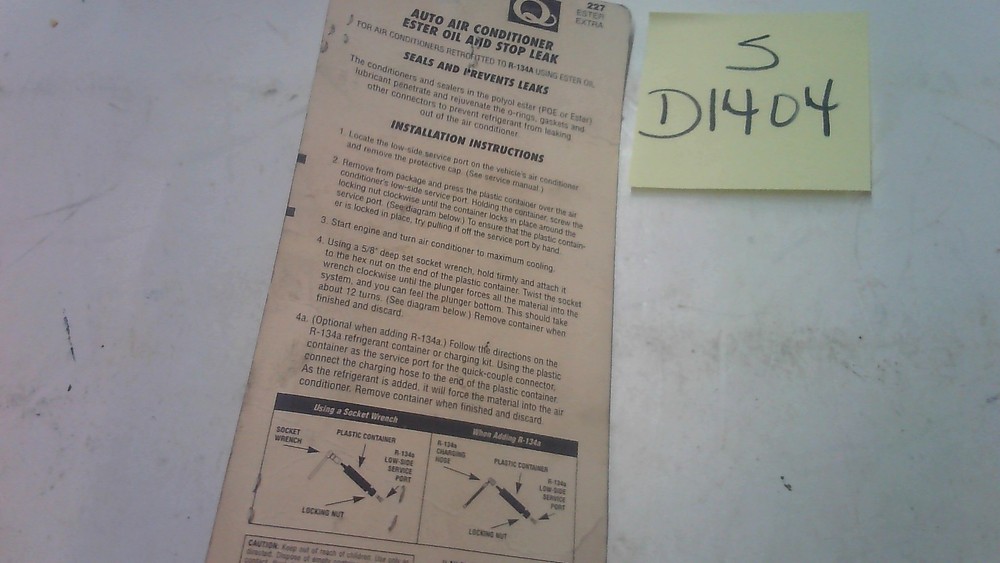 Q
227
ESTER
EXTRA
AUTO AIR CONDITIONER
ESTER OIL AND STOP LEAK
FOR AIR CONDITIONERS RETROFITTED TO R-134A USING ESTER OIL
SEALS AND PREVENTS LEAKS
The conditioners and sealers in the polyol ester (POE or Ester)
lubricant penetrate and rejuvenate the o-rings, gaskets and
other connectors to prevent refrigerant from leaking
out of the air conditioner.
INSTALLATION INSTRUCTIONS
1. Locate the low-side service port on the vehicle's air conditioner
and remove the protective cap. (See service manual.)
2. Remove from package and press the plastic container over the air
conditioner's low-side service port. Holding the container, screw the
locking nut clockwise until the container locks in place around the
service port. (See diagram below.) To ensure that the plastic contain-
er is locked in place, try pulling it off the service port by hand.
3. Start engine and turn air conditioner to maximum cooling.
4. Using a 5/8" deep set socket wrench, hold firmly and attach it
to the hex nut on the end of the plastic container. Twist the socket
wrench clockwise until the plunger forces all the material into the
system, and you can feel the plunger bottom. This should take
about 12 turns. (See diagram below.) Remove container when
finished and discard.
4a. (Optional when adding R-134a.) Follow the directions on the
R-134a refrigerant container or charging kit. Using the plastic
container as the service port for the quick-couple connector,
connect the charging hose to the end of the plastic container.
As the refrigerant is added, it will force the material into the air
conditioner. Remove container when finished and discard.
Using a Socket Wrench
SOCKET
WRENCH
PLASTIC CONTAINER
R-134a
LOW-SIDE
SERVICE
PORT
LOCKING NUT
When Adding R-134a
R-134a
CHARGING
HOSE
PLASTIC CONTAINER
R-134a
LOW-SIDE
SERVICE
PORT
LOCKING NUT
CAUTION: Keep out of reach of children. Use only as
directed. Dispose of empty
S
D1404